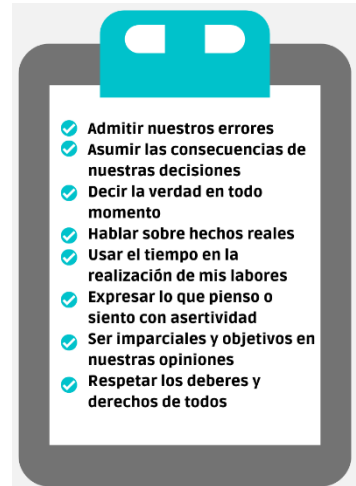 Admitir nuestros errores
Asumir las consecuencias de
nuestras decisiones
Decir la verdad en todo
momento
Hablar sobre hechos reales
Usar el tiempo en la
realización de mis labores
Expresar lo que pienso o
siento con asertividad
Ser imparciales y objetivos en
nuestras opiniones
Respetar los deberes y
derechos de todos